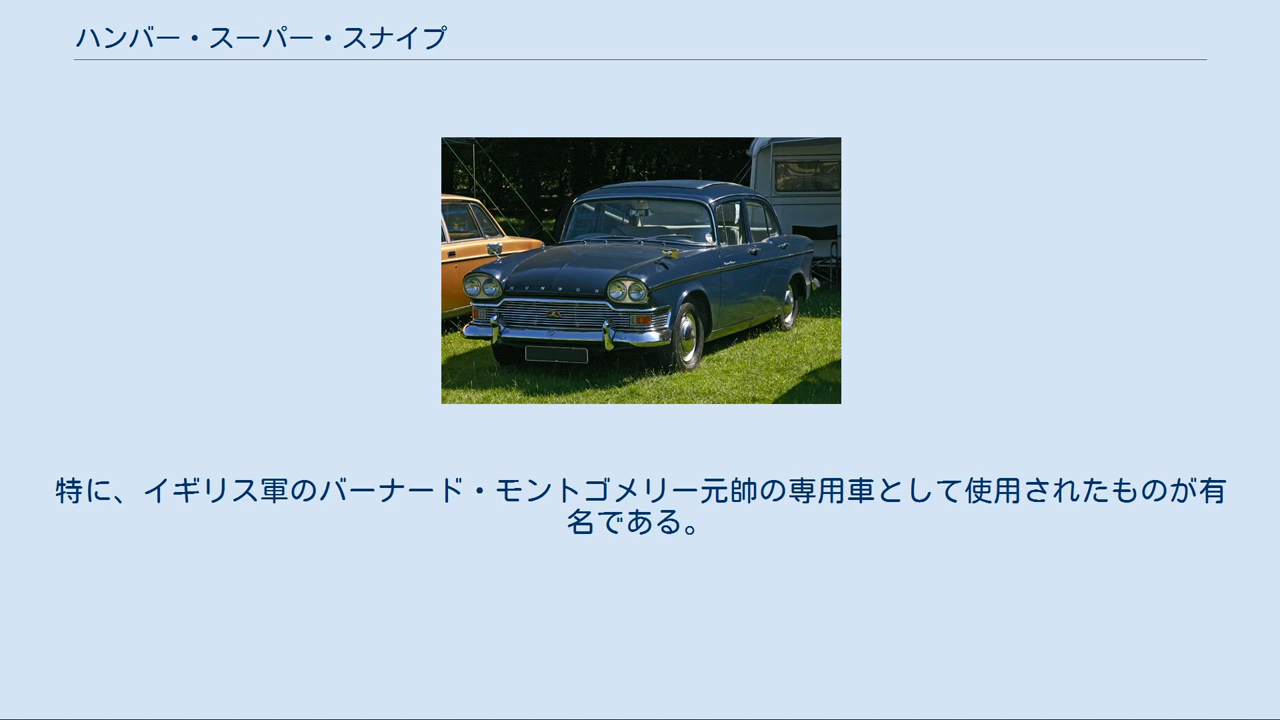 ハンバー・スーパー・スナイプ
HUMBER
特に、イギリス軍のバーナード・モントゴメリー元帥の専用車として使用されたものが有
名である。